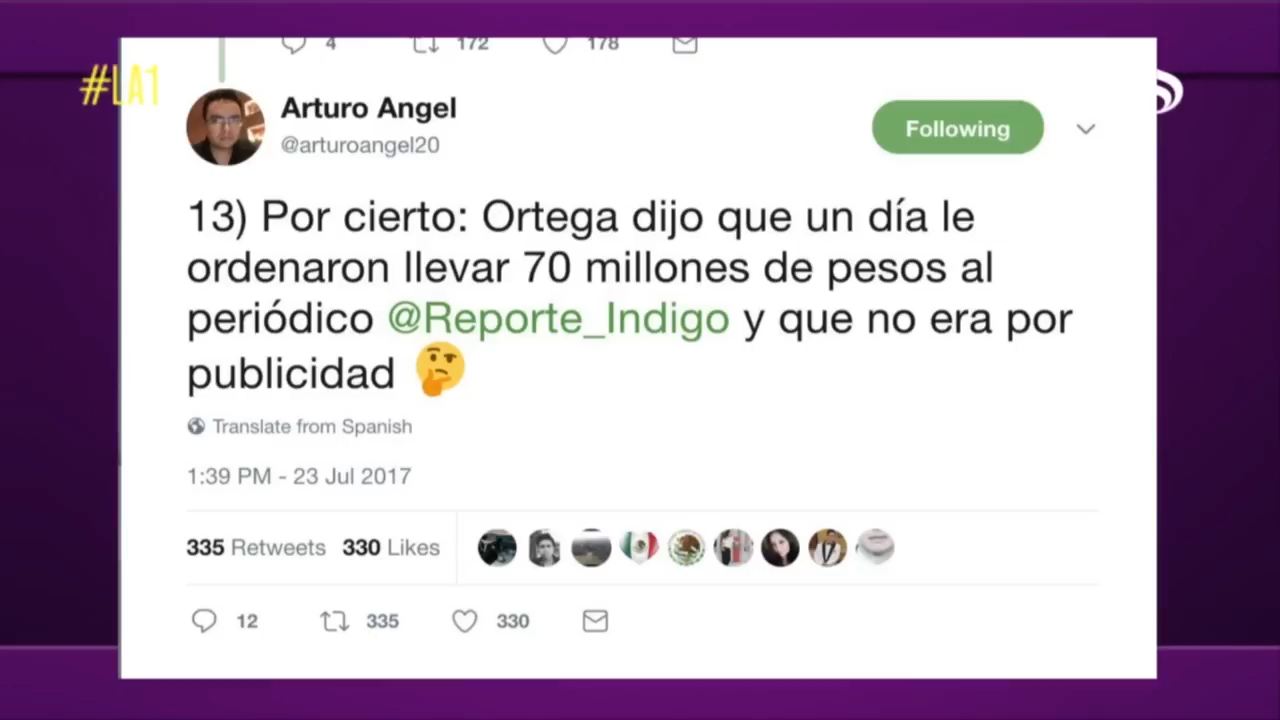 4 172 178
#LA1
Arturo Angel
@arturoangel20
Following
13) Por cierto: Ortega dijo que un día le
ordenaron llevar 70 millones de pesos al
periódico @Reporte_Indigo y que no era por
publicidad 🤔
Translate from Spanish
1:39 PM - 23 Jul 2017
335 Retweets 330 Likes
12 335 330